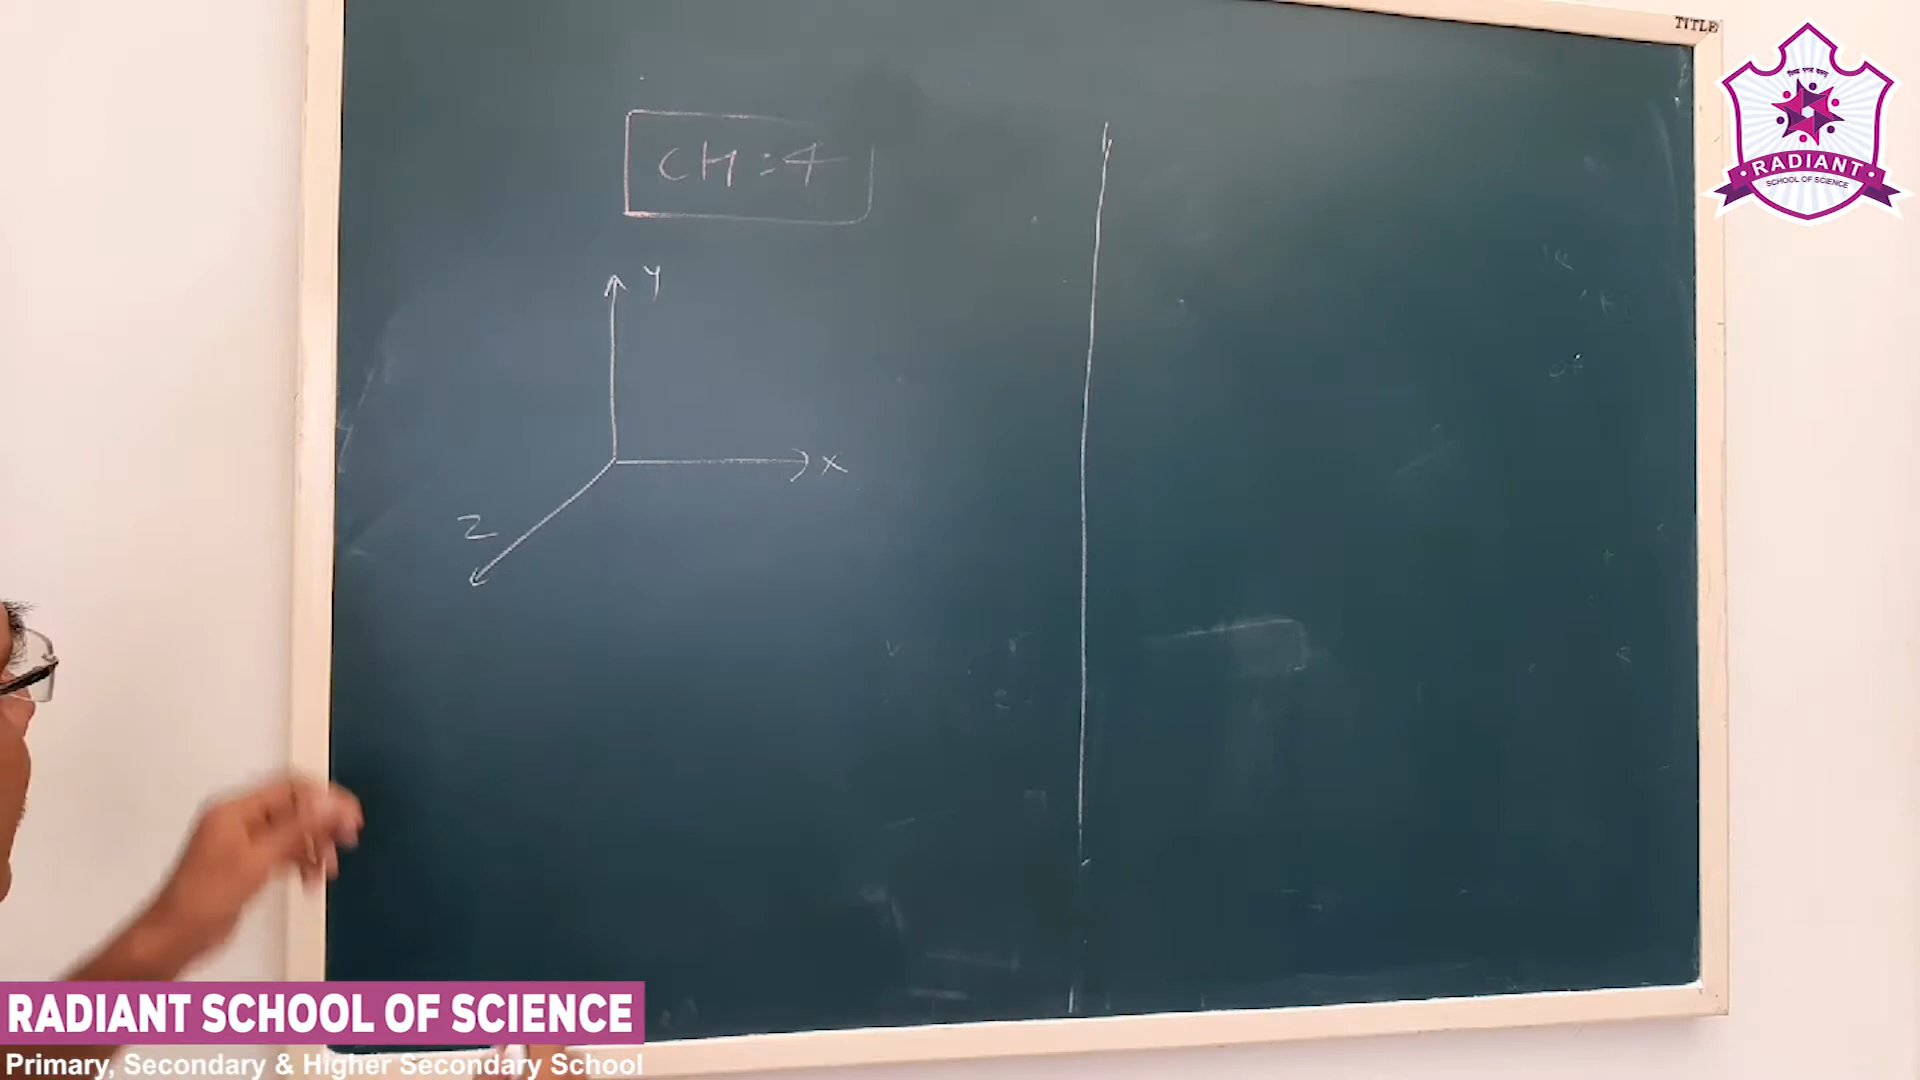 TITLE
CH:4
Y
X
Z
RADIANT
SCHOOL OF SCIENCE
RADIANT SCHOOL OF SCIENCE
Primary, Secondary & Higher Secondary School